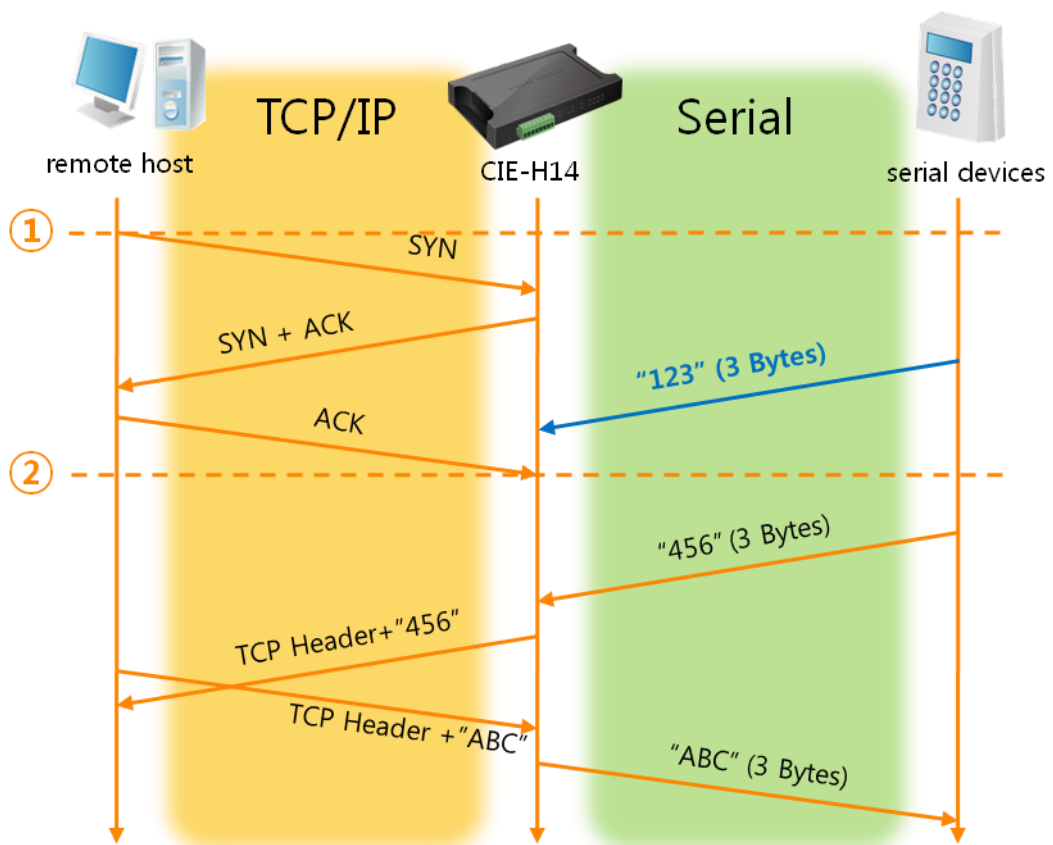 TCP/IP
Serial
remote host
CIE-H14
serial devices
①
SYN
SYN + ACK
“123” (3 Bytes)
ACK
②
“456” (3 Bytes)
TCP Header+”456”
TCP Header +”ABC”
“ABC” (3 Bytes)